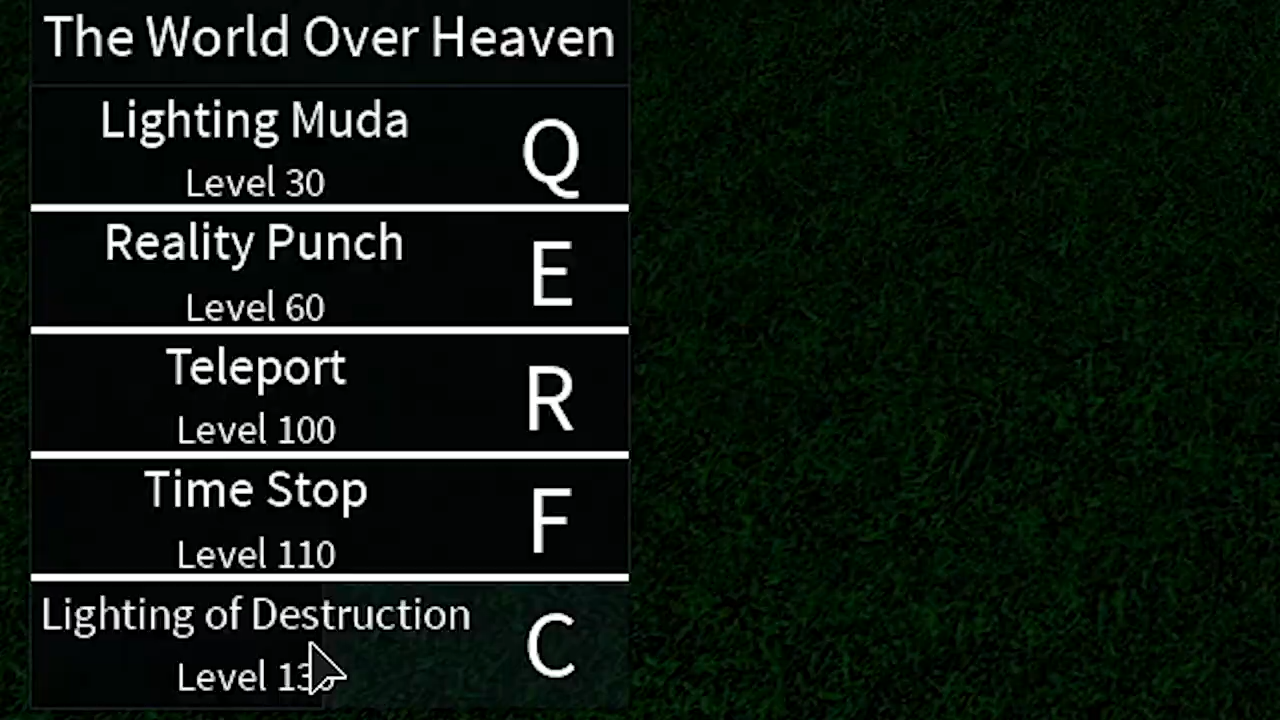 The World Over Heaven
Lighting Muda
Level 30
Q
Reality Punch
Level 60
E
Teleport
Level 100
R
Time Stop
Level 110
F
Lighting of Destruction
Level
C